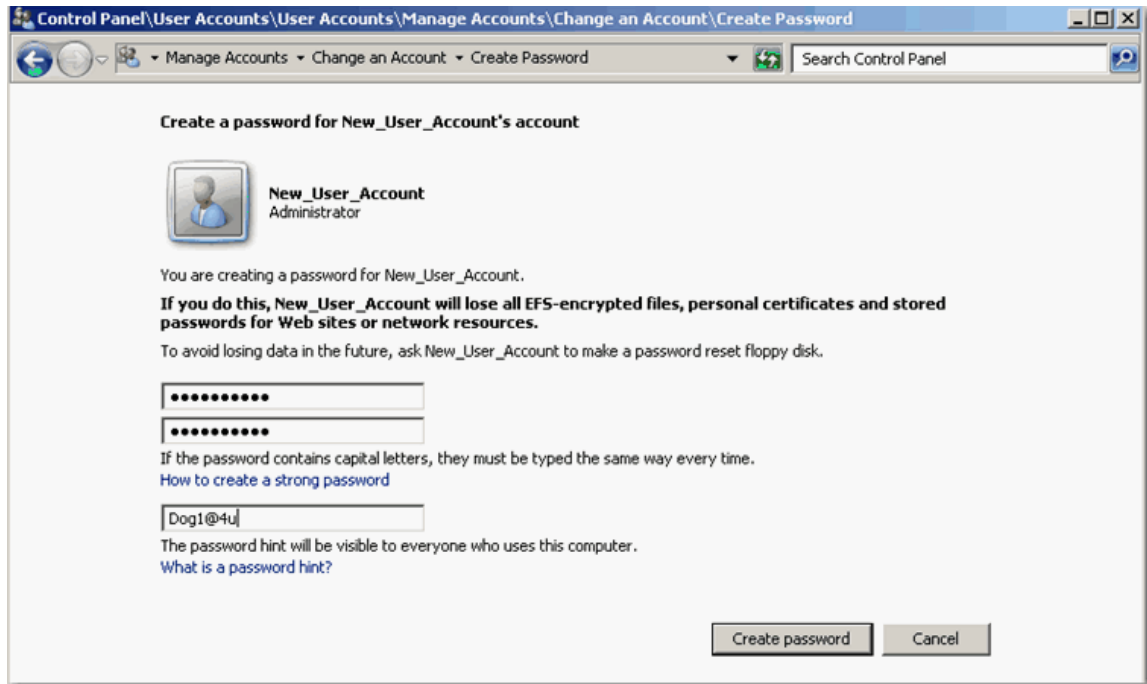 Control Panel\User Accounts\User Accounts\Manage Accounts\Change an Account\Create Password
Manage Accounts Change an Account Create Password
Search Control Panel
Create a password for New_User_Account's account
New_User_Account
Administrator
You are creating a password for New_User_Account.
If you do this, New_User_Account will lose all EFS-encrypted files, personal certificates and stored
passwords for Web sites or network resources.
To avoid losing data in the future, ask New_User_Account to make a password reset floppy disk.
●●●●●●●●●●
●●●●●●●●●●
If the password contains capital letters, they must be typed the same way every time.
How to create a strong password
Dog1@4u
The password hint will be visible to everyone who uses this computer.
What is a password hint?
Create password
Cancel